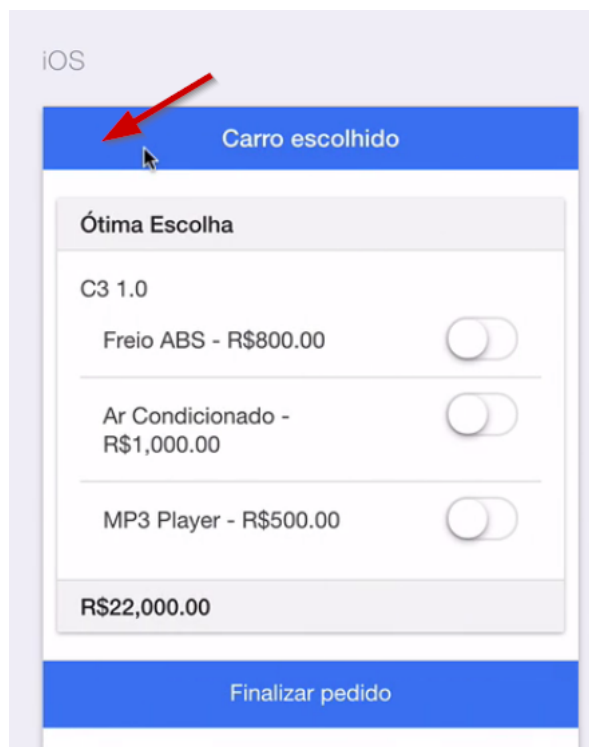 iOS
Carro escolhido
Ótima Escolha
C3 1.0
Freio ABS - R$800.00
Ar Condicionado -
R$1,000.00
MP3 Player - R$500.00
R$22,000.00
Finalizar pedido